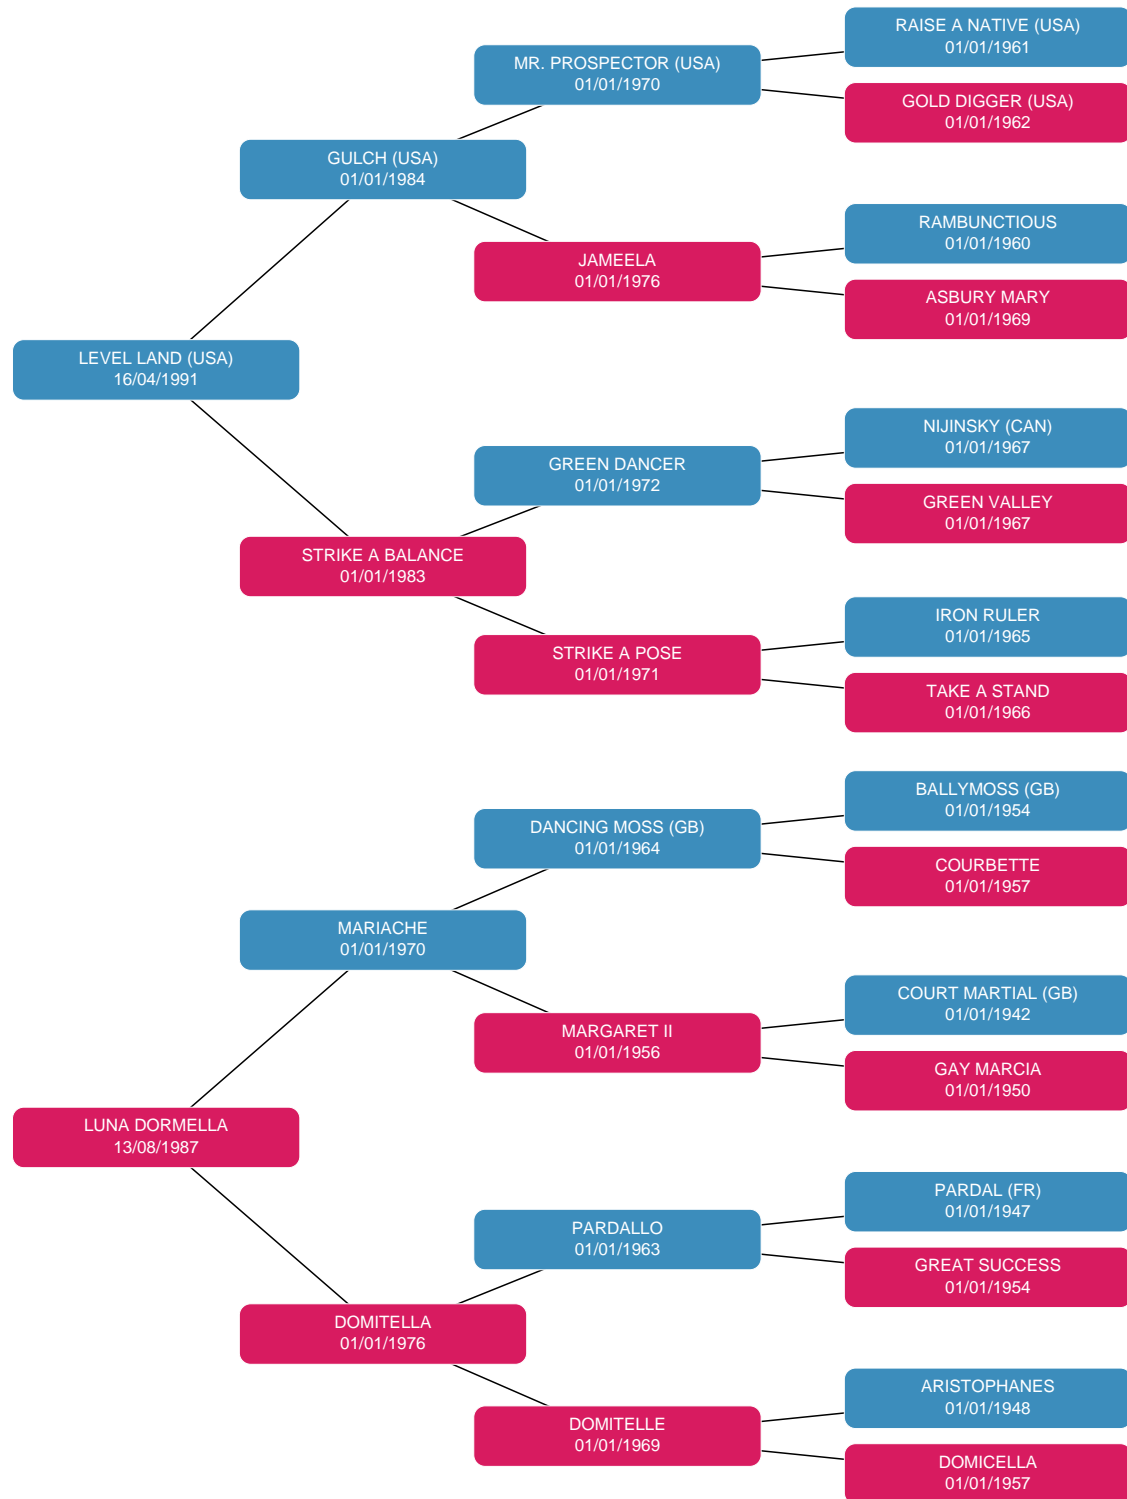 RAISE A NATIVE (USA)
01/01/1961
MR. PROSPECTOR (USA)
01/01/1970
GOLD DIGGER (USA)
01/01/1962
GULCH (USA)
01/01/1984
RAMBUNCTIOUS
01/01/1960
JAMEELA
01/01/1976
ASBURY MARY
01/01/1969
LEVEL LAND (USA)
16/04/1991
NIJINSKY (CAN)
01/01/1967
GREEN DANCER
01/01/1972
GREEN VALLEY
01/01/1967
STRIKE A BALANCE
01/01/1983
IRON RULER
01/01/1965
STRIKE A POSE
01/01/1971
TAKE A STAND
01/01/1966
BALLYMOSS (GB)
01/01/1954
DANCING MOSS (GB)
01/01/1964
COURBETTE
01/01/1957
MARIACHE
01/01/1970
COURT MARTIAL (GB)
01/01/1942
MARGARET II
01/01/1956
GAY MARCIA
01/01/1950
LUNA DORMELLA
13/08/1987
PARDAL (FR)
01/01/1947
PARDALLO
01/01/1963
GREAT SUCCESS
01/01/1954
DOMITELLA
01/01/1976
ARISTOPHANES
01/01/1948
DOMITELLE
01/01/1969
DOMICELLA
01/01/1957